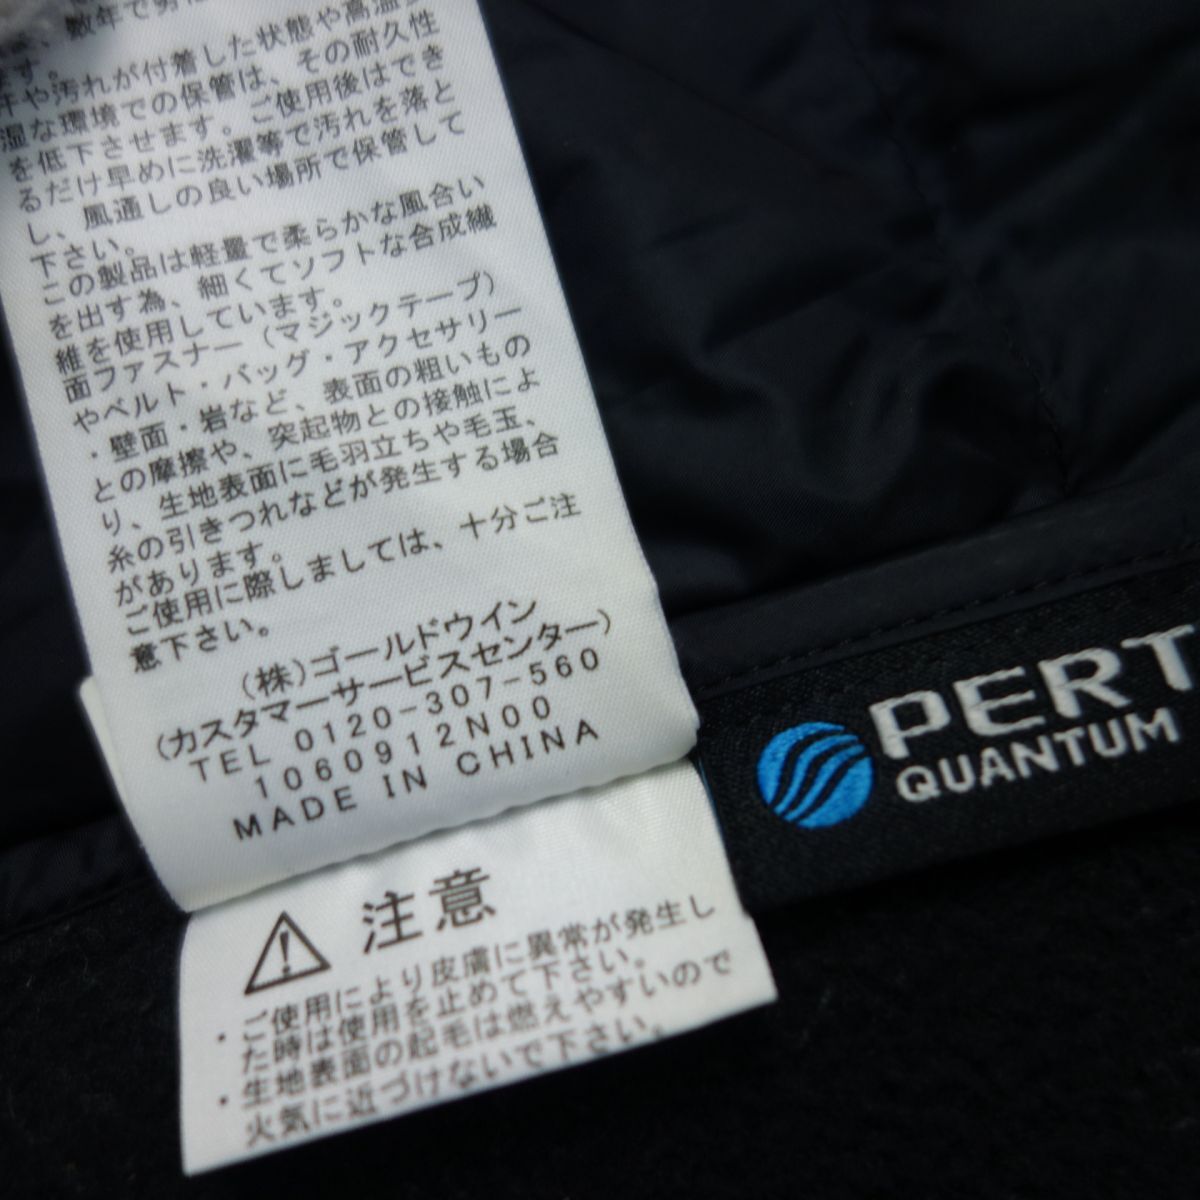 数年で劣
汗や汚れが付着した状態や高温多
湿な環境での保管は、その耐久性
を低下させます。ご使用後はでき
るだけ早めに洗濯等で汚れを落と
し、風通しの良い場所で保管して
下さい。
この製品は軽量で柔らかな風合い
を出す為、細くてソフトな合成繊
維を使用しています。
面ファスナー(マジックテープ)
やベルト・バッグ・アクセサリー
・壁面・岩など、表面の粗いもの
との摩擦や、突起物との接触によ
り、生地表面に毛羽立ちや毛玉、
糸の引きつれなどが発生する場合
があります。
ご使用に際しましては、十分ご注
意下さい。
(株)ゴールドウイン
(カスタマーサービスセンター)
TEL 0120-307-560
1060912N00
MADE IN CHINA
注意
・ご使用により皮膚に異常が発生し
た時は使用を止めて下さい。
・生地表面の起毛は燃えやすいので
火気に近づけないで下さい。
PERT
QUANTUM